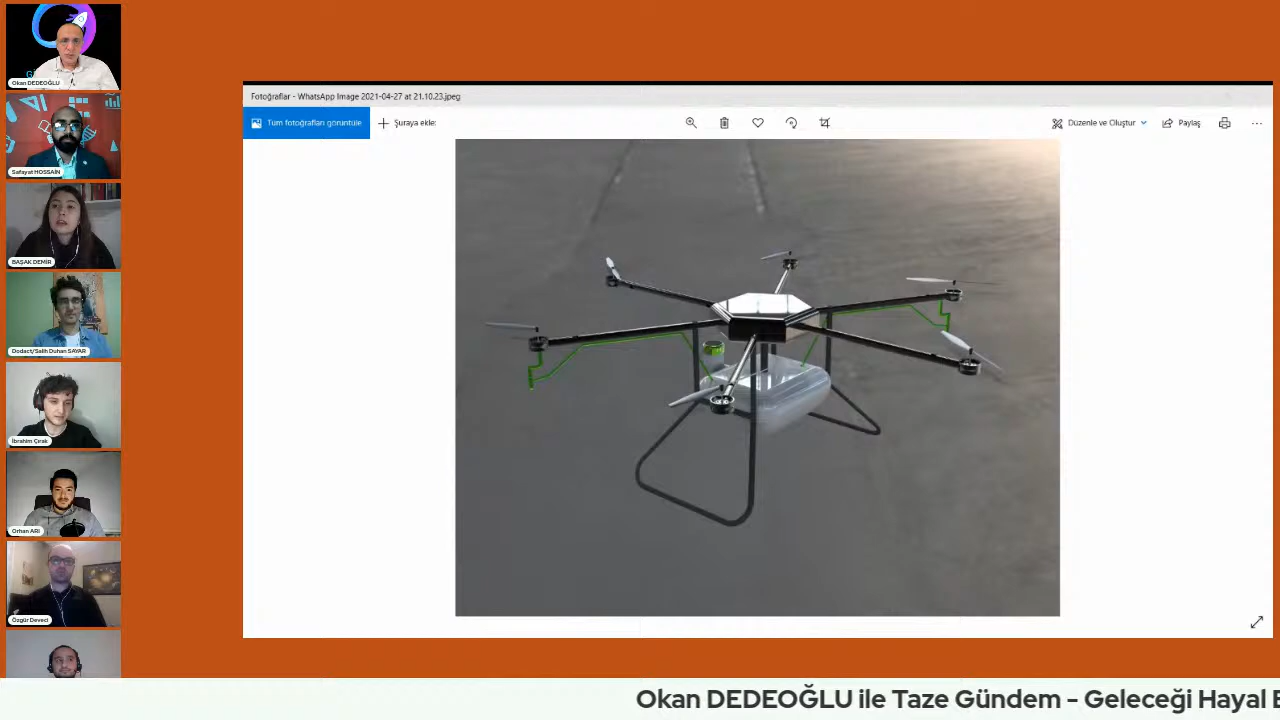 Okan DEDEOĞLU
Safayat HOSSAİN
BAŞAK DEMİR
Dodact/Salih Duhan SAYAR
İbrahim Çırak
Orhan ARI
Özgür Deveci
Fotoğraflar - WhatsApp Image 2021-04-27 at 21.10.23.jpeg
Tüm fotoğrafları görüntüle
Şuraya ekle:
Düzenle ve Oluştur
Paylaş
Okan DEDEOĞLU ile Taze Gündem - Geleceği Hayal E